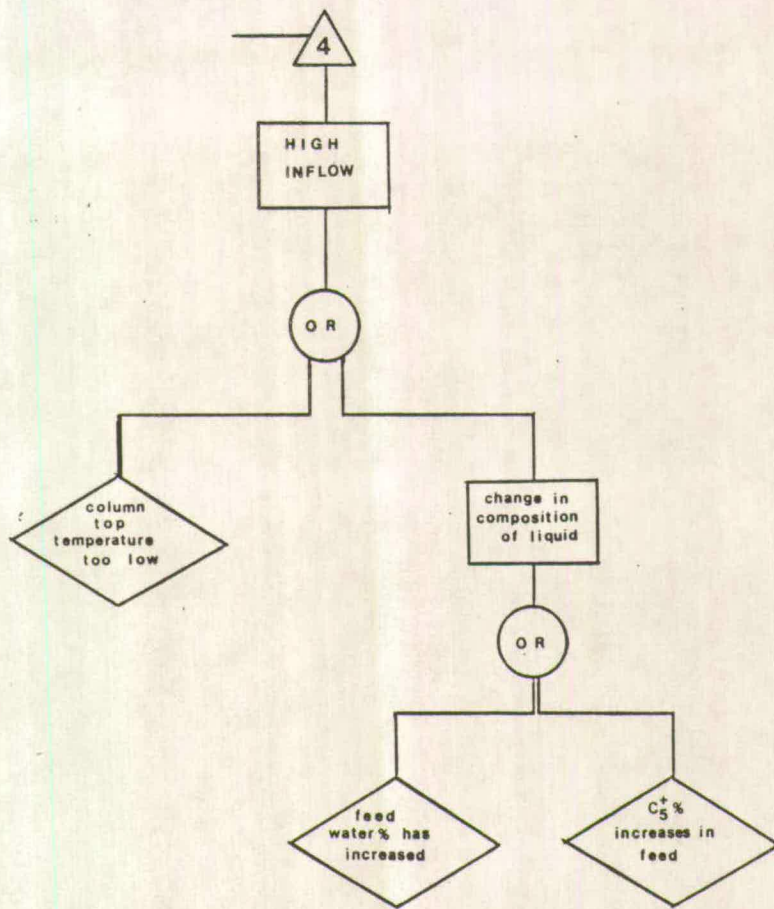 4
HIGH
INFLOW
OR
column
top
temperature
too low
change in
composition
of liquid
OR
feed
water% has
increased
C₅⁺%
increases in
feed